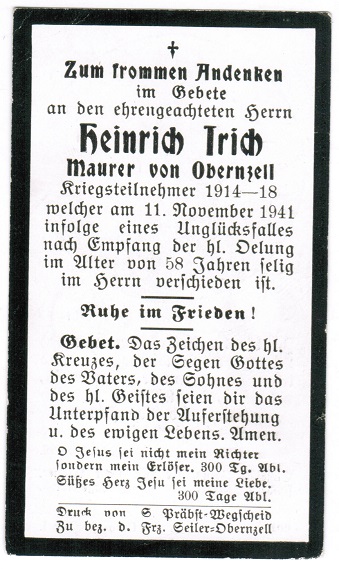 Zum frommen Andenken
im Gebete
an den ehrengeachteten Herrn
Heinrich Trich
Maurer von Obernzell
Kriegsteilnehmer 1914—18
welcher am 11. November 1941
infolge eines Unglücksfalles
nach Empfang der hl. Oelung
im Alter von 58 Jahren selig
im Herrn verschieden ist.
Ruhe im Frieden!
Gebet. Das Zeichen des hl.
Kreuzes, der Segen Gottes
des Vaters, des Sohnes und
des hl. Geistes seien dir das
Unterpfand der Auferstehung
u. des ewigen Lebens. Amen.
O Jesus sei nicht mein Richter
sondern mein Erlöser. 300 Tg. Abl.
Süßes Herz Jesu sei meine Liebe.
300 Tage Abl.
Druck von S Präbst-Wegscheid
Zu bez. d. Frz. Seiler-Obernzell